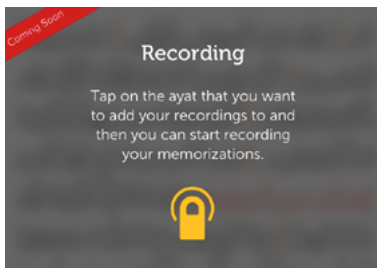 Coming Soon
Recording
Tap on the ayat that you want
to add your recordings to and
then you can start recording
your memorizations.